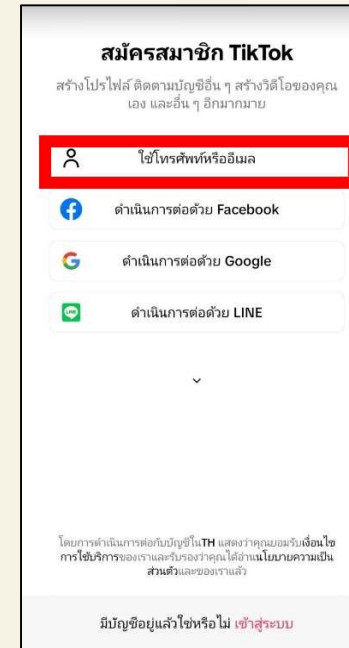 สมัครสมาชิก TikTok
สร้างโปรไฟล์ ติดตามบัญชีอื่น ๆ สร้างวิดีโอของคุณ
เอง และอื่น ๆ อีกมากมาย
ใช้โทรศัพท์หรืออีเมล
ดำเนินการต่อด้วย Facebook
ดำเนินการต่อด้วย Google
LINE
ดำเนินการต่อด้วย LINE
โดยการดำเนินการต่อกับบัญชีในTH แสดงว่าคุณยอมรับเงื่อนไข
การใช้บริการของเราและรับรองว่าคุณได้อ่านนโยบายความเป็น
ส่วนตัวและของเราแล้ว
มีบัญชีอยู่แล้วใช่หรือไม่ เข้าสู่ระบบ